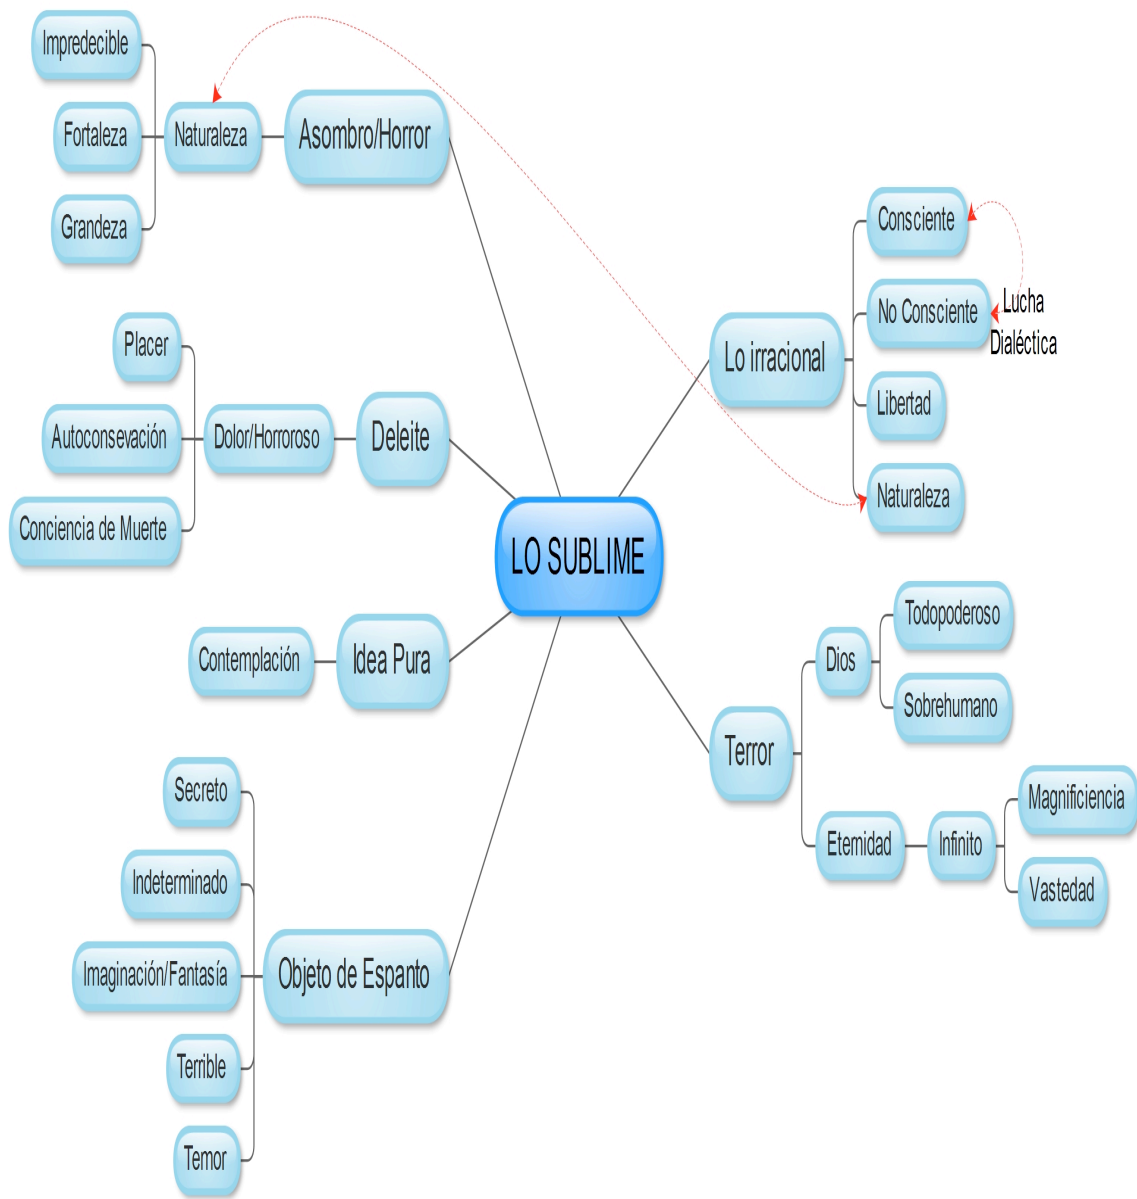 Impredecible
Fortaleza
Grandeza
Naturaleza
Asombro/Horror
Placer
Autoconsevación
Conciencia de Muerte
Dolor/Horroroso
Deleite
Contemplación
Idea Pura
Secreto
Indeterminado
Imaginación/Fantasía
Terrible
Temor
Objeto de Espanto
LO SUBLIME
Lo irracional
Consciente
No Consciente
Lucha
Dialéctica
Libertad
Naturaleza
Terror
Dios
Todopoderoso
Sobrehumano
Eternidad
Infinito
Magnificiencia
Vastedad